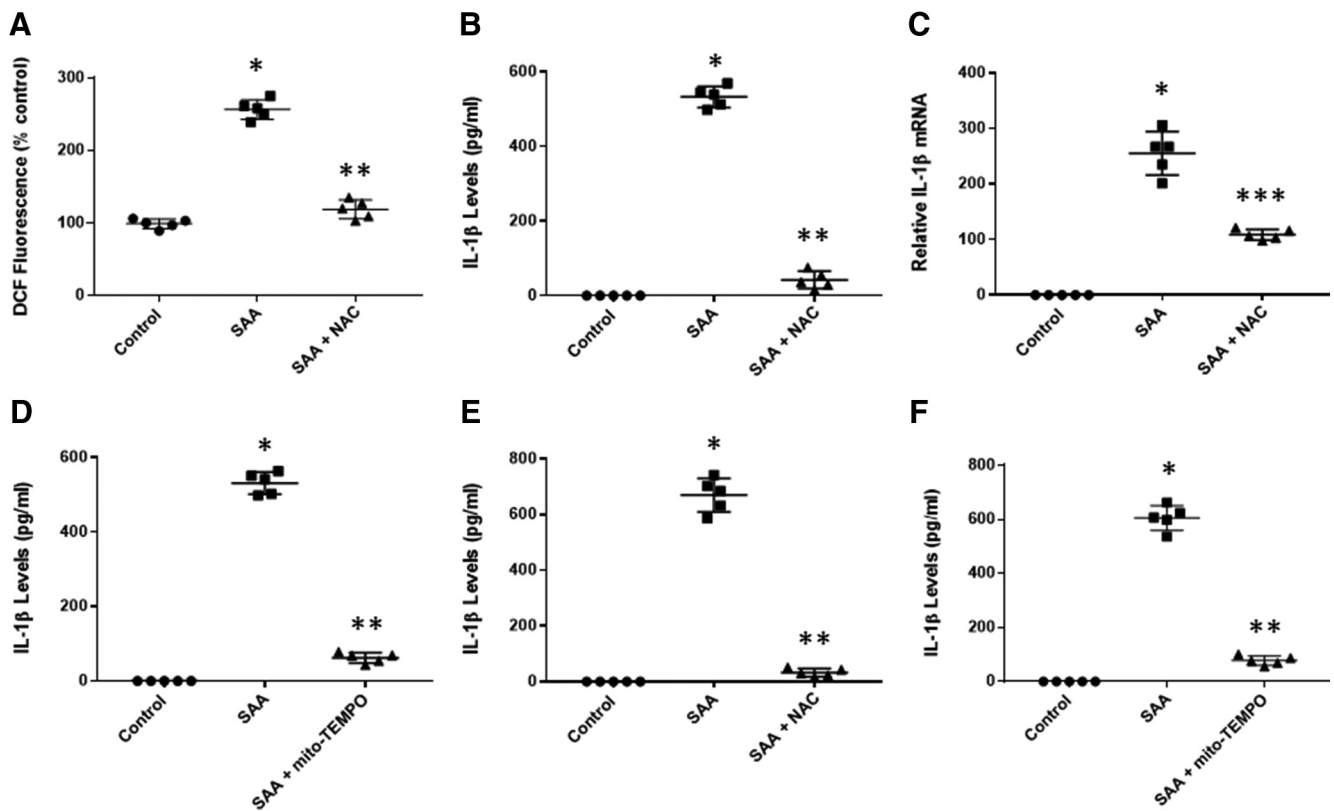 A
DCF Fluorescence (% control)
300
200
100
0
*
**
Control
SAA
SAA + NAC
B
IL-1β Levels (pg/ml)
600
400
200
0
*
**
Control
SAA
SAA + NAC
C
Relative IL-1β mRNA
400
300
200
100
0
*
***
Control
SAA
SAA + NAC
D
IL-1β Levels (pg/ml)
600
400
200
0
*
**
Control
SAA
SAA + mito-TEMPO
E
IL-1β Levels (pg/ml)
800
600
400
200
0
*
**
Control
SAA
SAA + NAC
F
IL-1β Levels (pg/ml)
800
600
400
200
0
*
**
Control
SAA
SAA + mito-TEMPO